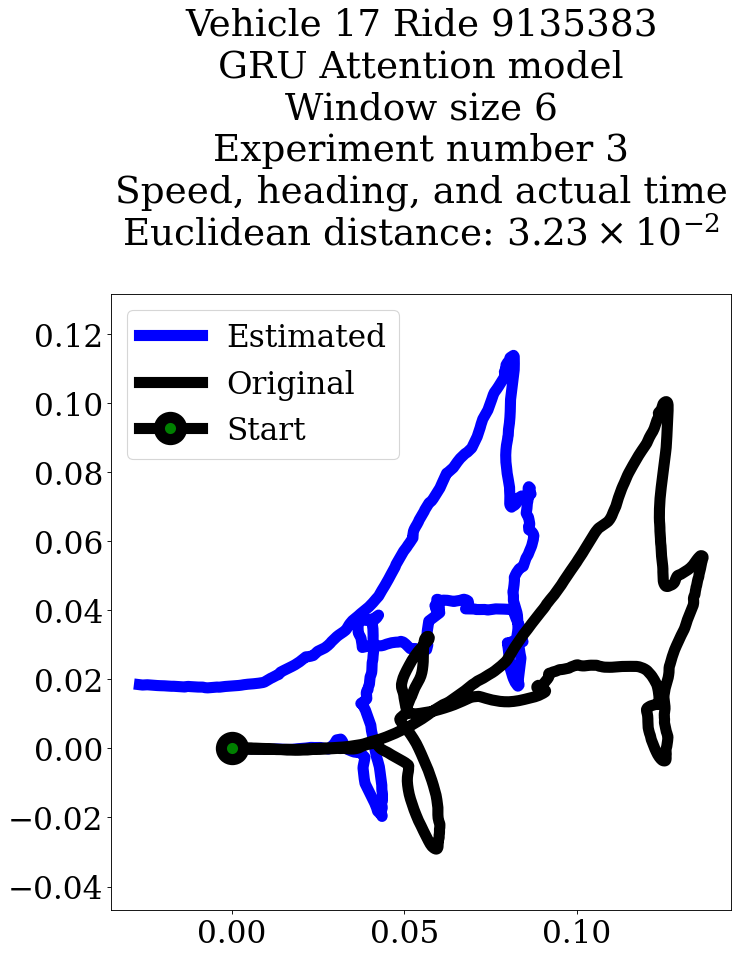 Vehicle 17 Ride 9135383
GRU Attention model
Window size 6
Experiment number 3
Speed, heading, and actual time
Euclidean distance: 3.23 × 10⁻²
Estimated
Original
Start
0.12
0.10
0.08
0.06
0.04
0.02
0.00
−0.02
−0.04
0.00 0.05 0.10